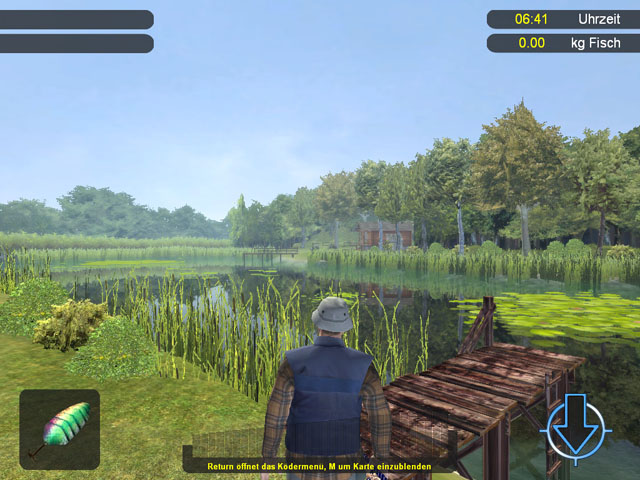 06:41 Uhrzeit
0.00 kg Fisch
Return öffnet das Ködermenü, M um Karte einzublenden